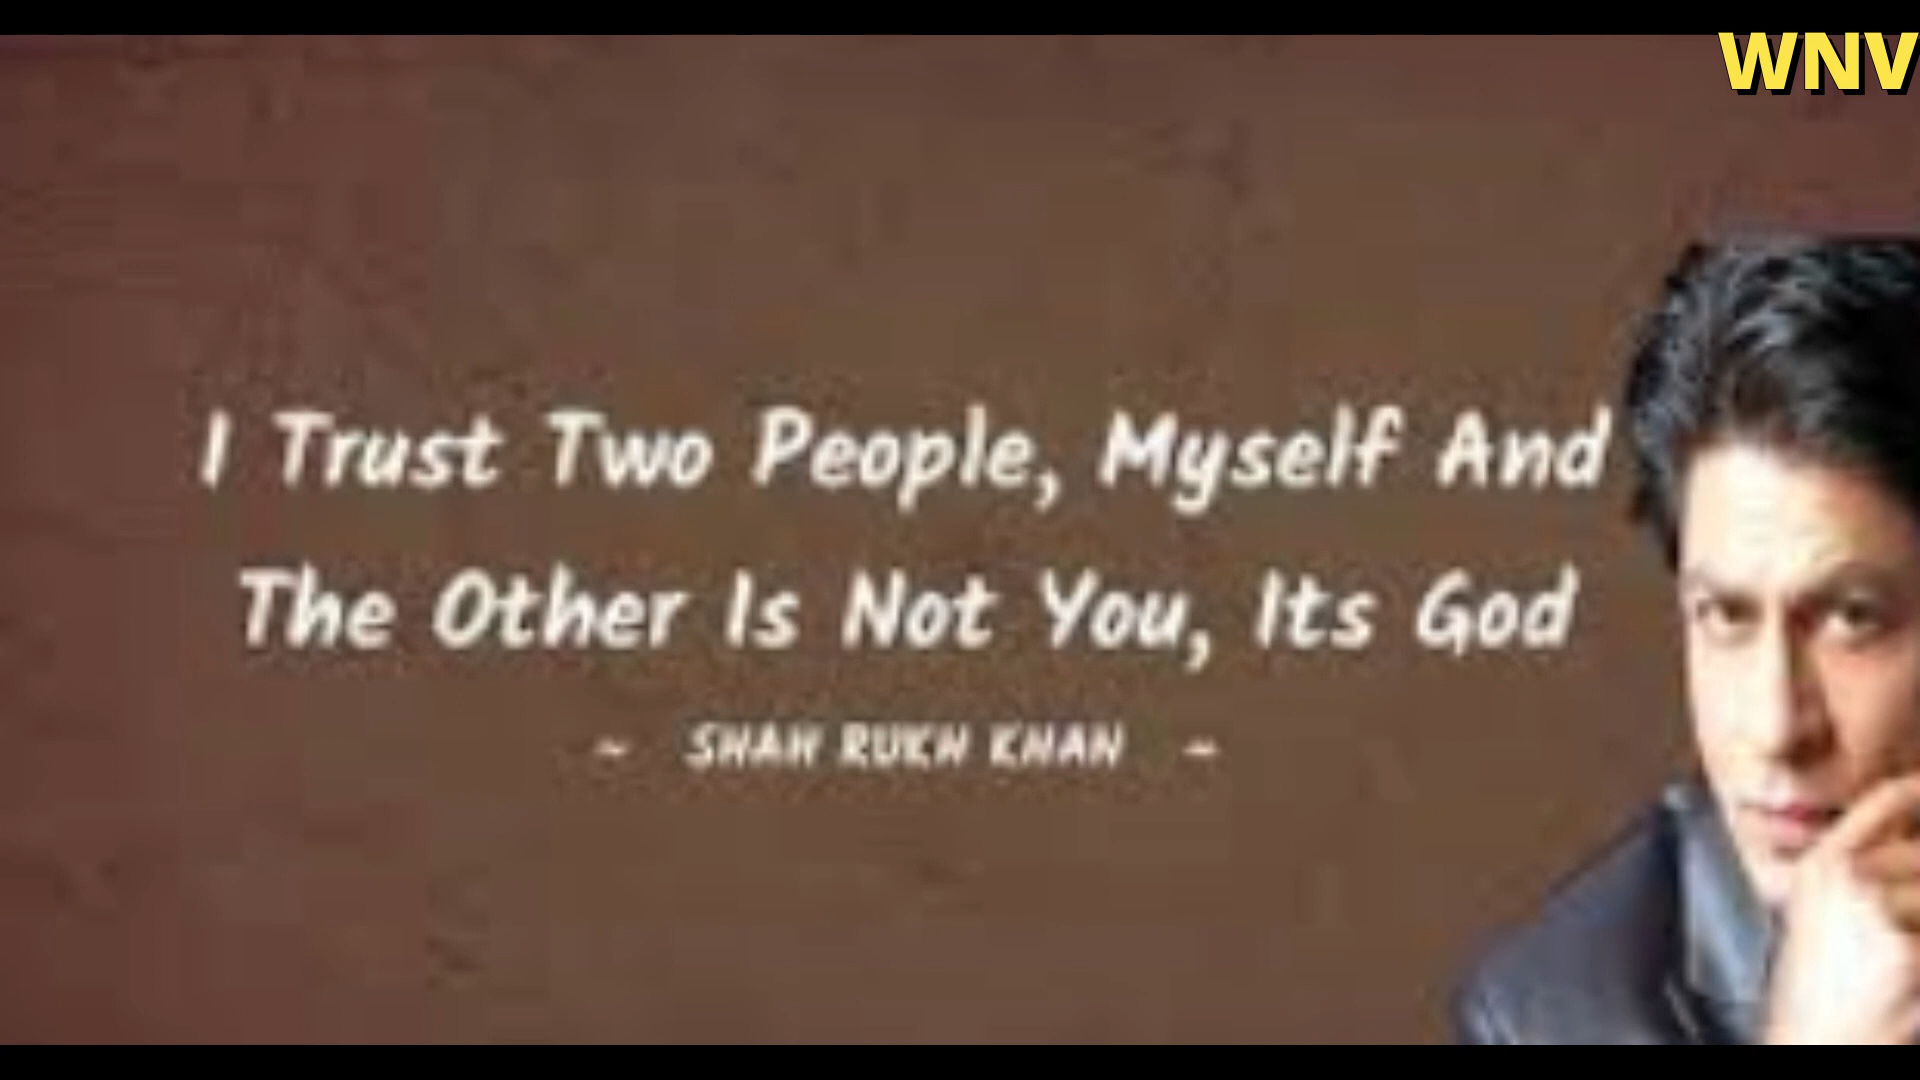 WNV
I Trust Two People, Myself And
The Other Is Not You, Its God
~ SHAH RUKH KHAN ~